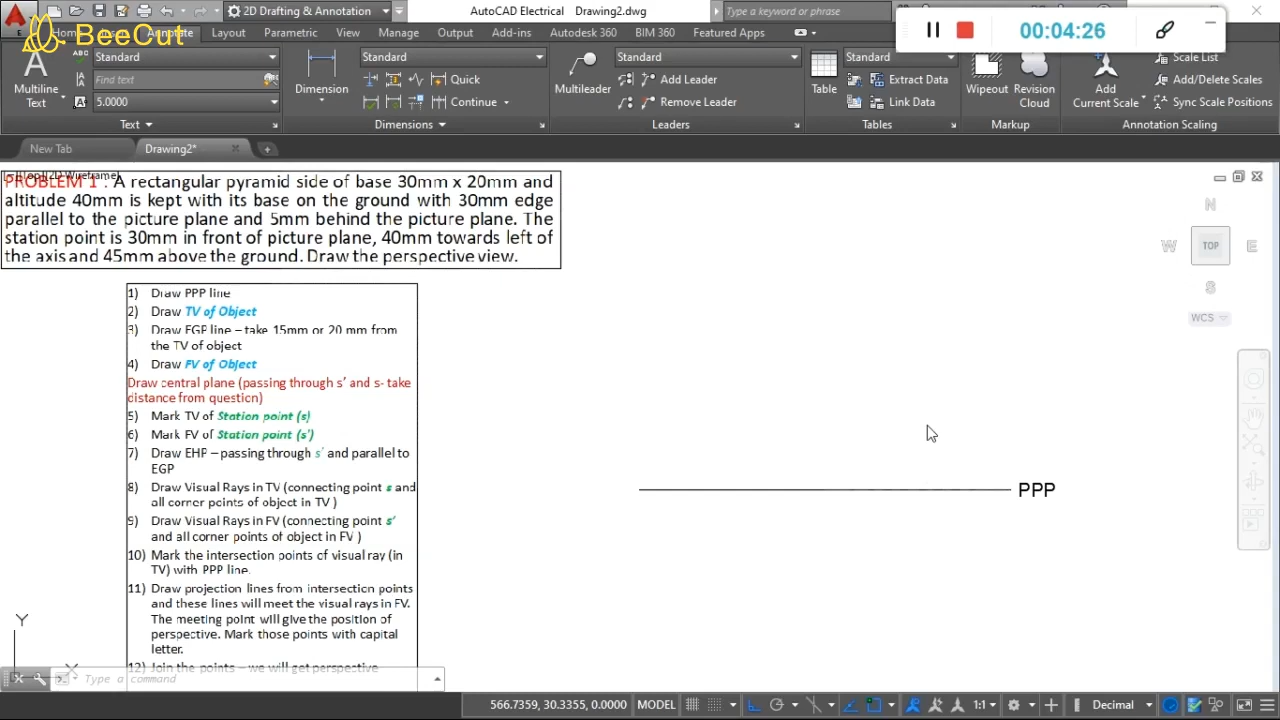 2D Drafting & Annotation
AutoCAD Electrical
Drawing2.dwg
Type a keyword or phrase
00:04:26
BeeCut
Annotate
Layout
Parametric
View
Manage
Output
Add-ins
Autodesk 360
BIM 360
Featured Apps
ABC
Standard
Standard
Standard
Standard
Scale List
Find text
Quick
Add Leader
Extract Data
Add/Delete Scales
Multiline
Text
5.0000
Dimension
Continue
Multileader
Remove Leader
Table
Link Data
Wipeout
Revision
Cloud
Add
Current Scale
Sync Scale Positions
Text
Dimensions
Leaders
Tables
Markup
Annotation Scaling
New Tab
Drawing2*
[-][Top][2D Wireframe]
PROBLEM 1 : A rectangular pyramid side of base 30mm x 20mm and
altitude 40mm is kept with its base on the ground with 30mm edge
parallel to the picture plane and 5mm behind the picture plane. The
station point is 30mm in front of picture plane, 40mm towards left of
the axis and 45mm above the ground. Draw the perspective view.
N
W
TOP
E
S
WCS
1) Draw PPP line
2) Draw TV of Object
3) Draw EGP line – take 15mm or 20 mm from
the TV of object
4) Draw FV of Object
Draw central plane (passing through s’ and s- take
distance from question)
5) Mark TV of Station point (s)
6) Mark FV of Station point (s’)
7) Draw EHP – passing through s’ and parallel to
EGP
8) Draw Visual Rays in TV (connecting point s and
all corner points of object in TV )
9) Draw Visual Rays in FV (connecting point s’
and all corner points of object in FV )
10) Mark the intersection points of visual ray (in
TV) with PPP line.
11) Draw projection lines from intersection points
and these lines will meet the visual rays in FV.
The meeting point will give the position of
perspective. Mark those points with capital
letter.
12) Join the points – we will get perspective
PPP
Y
X
Type a command
566.7359, 30.3355, 0.0000
MODEL
1:1
Decimal